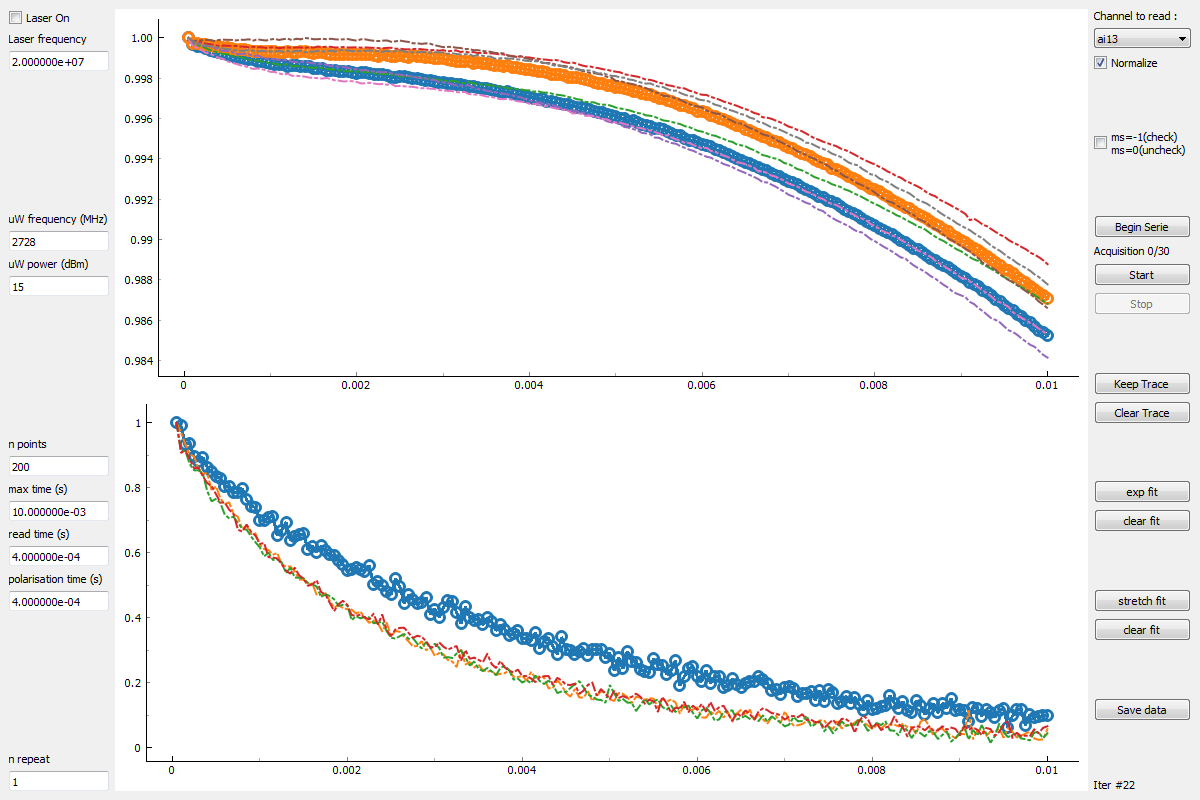 Laser On
Laser frequency
2.000000e+07
uW frequency (MHz)
2728
uW power (dBm)
15
n points
200
max time (s)
10.000000e-03
read time (s)
4.000000e-04
polarisation time (s)
4.000000e-04
n repeat
1
1.00
0.998
0.996
0.994
0.992
0.99
0.988
0.986
0.984
0
0.002
0.004
0.006
0.008
0.01
1
0.8
0.6
0.4
0.2
0
0
0.002
0.004
0.006
0.008
0.01
Channel to read :
ai13
Normalize
ms=-1(check)
ms=0(uncheck)
Begin Serie
Acquisition 0/30
Start
Stop
Keep Trace
Clear Trace
exp fit
clear fit
stretch fit
clear fit
Save data
Iter #22